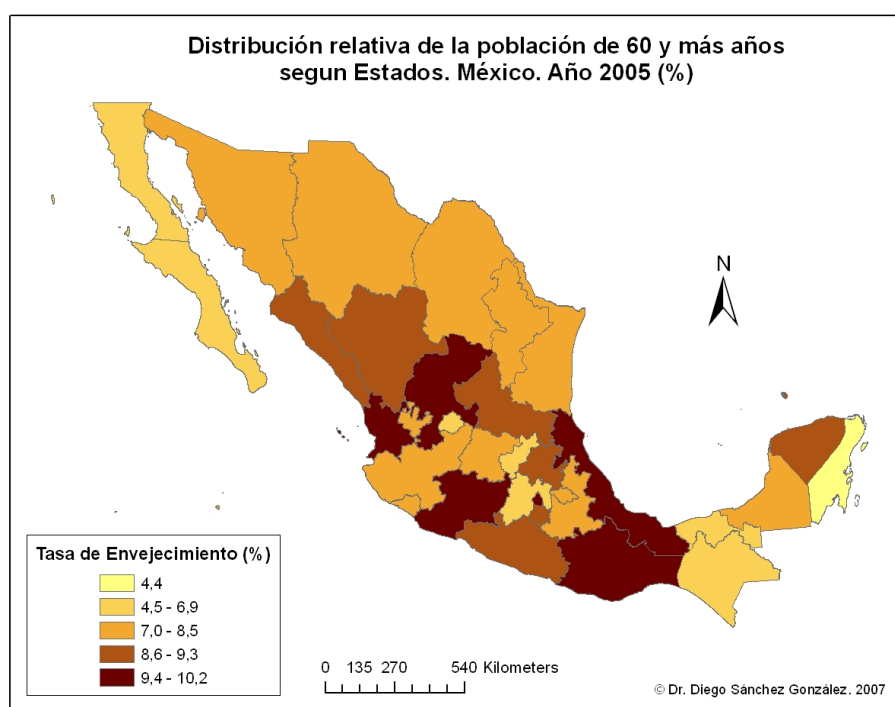 Distribución relativa de la población de 60 y más años
segun Estados. México. Año 2005 (%)
N
Tasa de Envejecimiento (%)
4,4
4,5 - 6,9
7,0 - 8,5
8,6 - 9,3
9,4 - 10,2
0 135 270 540 Kilometers
© Dr. Diego Sánchez González. 2007